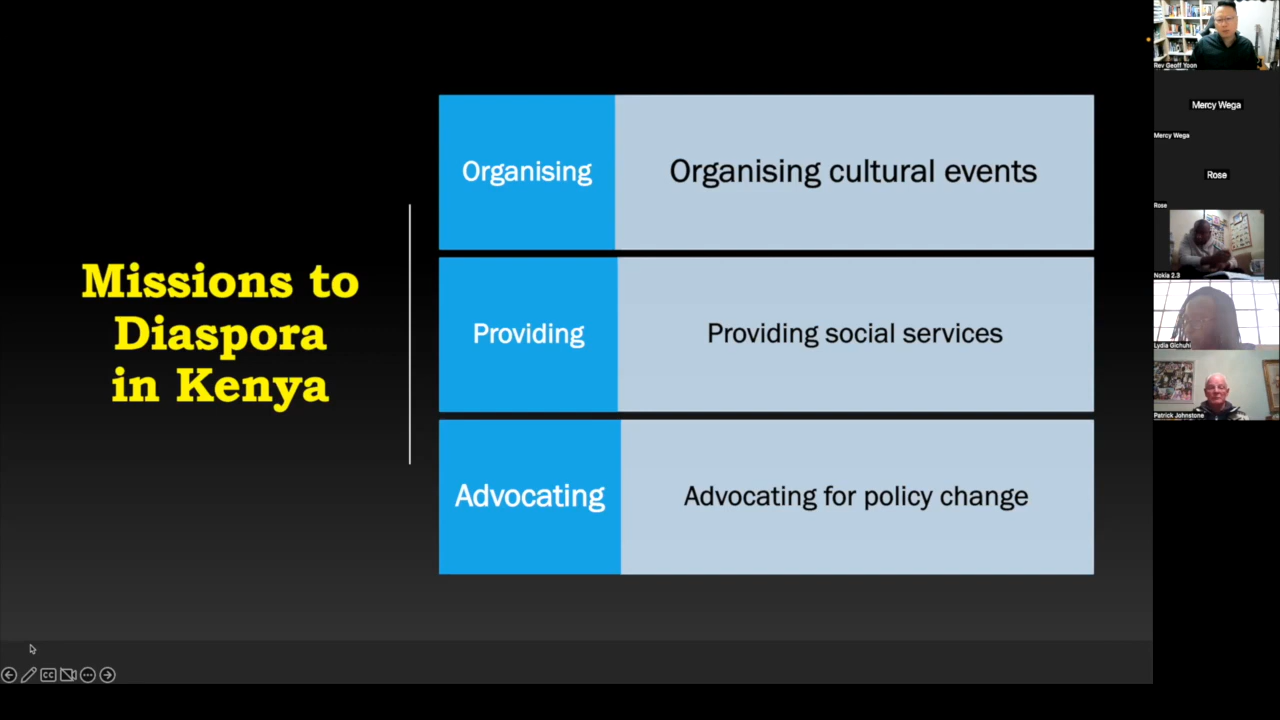 Missions to
Diaspora
in Kenya
Organising
Organising cultural events
Providing
Providing social services
Advocating
Advocating for policy change
Rev Geoff Yoon
Mercy Wega
Mercy Wega
Rose
Rose
Nokia 2.3
Lydia Gichuhi
Patrick Johnstone
CC